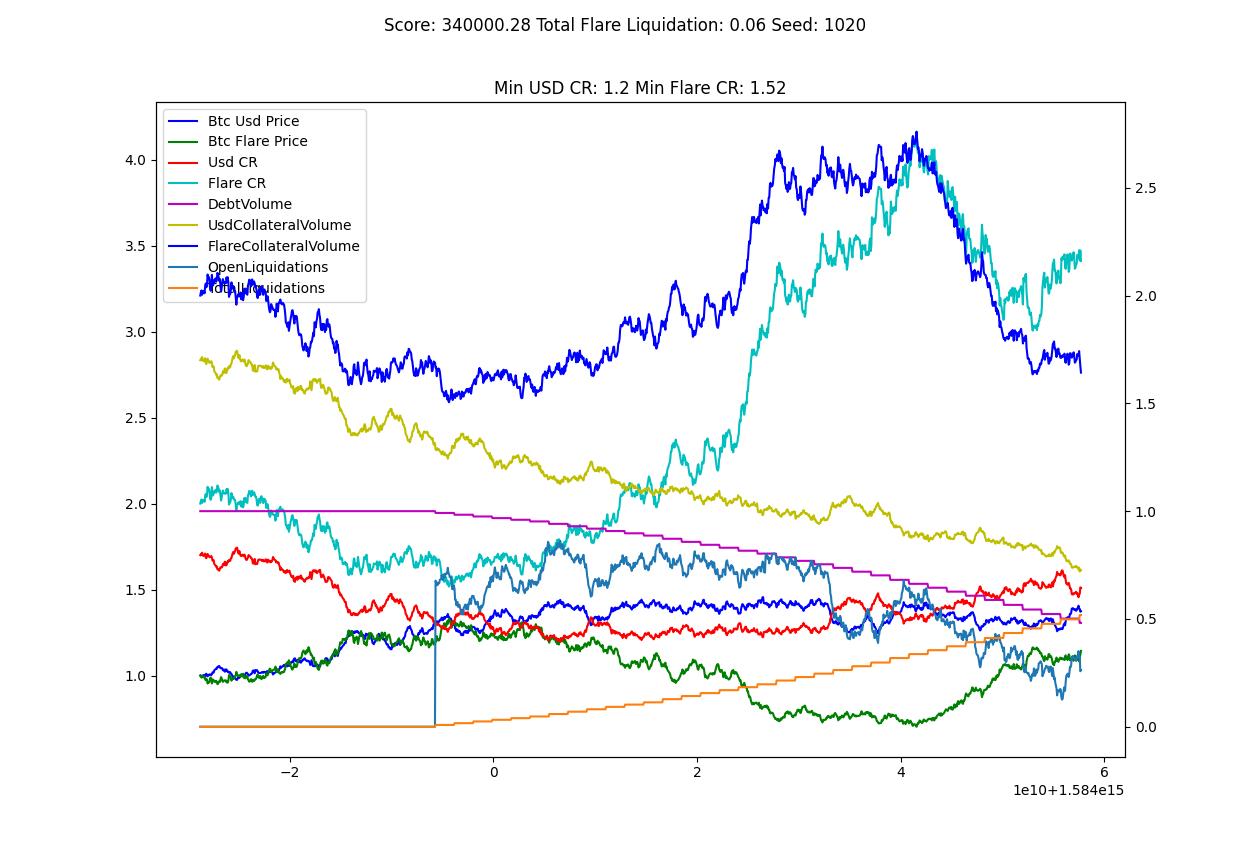 Score: 340000.28 Total Flare Liquidation: 0.06 Seed: 1020
Min USD CR: 1.2 Min Flare CR: 1.52
Btc Usd Price
Btc Flare Price
Usd CR
Flare CR
DebtVolume
UsdCollateralVolume
FlareCollateralVolume
OpenLiquidations
TotalLiquidations
4.0
3.5
3.0
2.5
2.0
1.5
1.0
2.5
2.0
1.5
1.0
0.5
0.0
−2
0
2
4
6
1e10+1.584e15